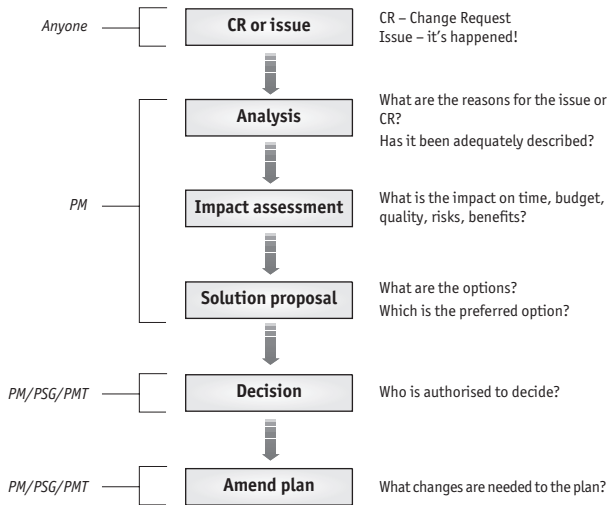 Anyone
CR or issue
CR – Change Request
Issue – it's happened!
PM
Analysis
What are the reasons for the issue or
CR?
Has it been adequately described?
Impact assessment
What is the impact on time, budget,
quality, risks, benefits?
Solution proposal
What are the options?
Which is the preferred option?
PM/PSG/PMT
Decision
Who is authorised to decide?
PM/PSG/PMT
Amend plan
What changes are needed to the plan?